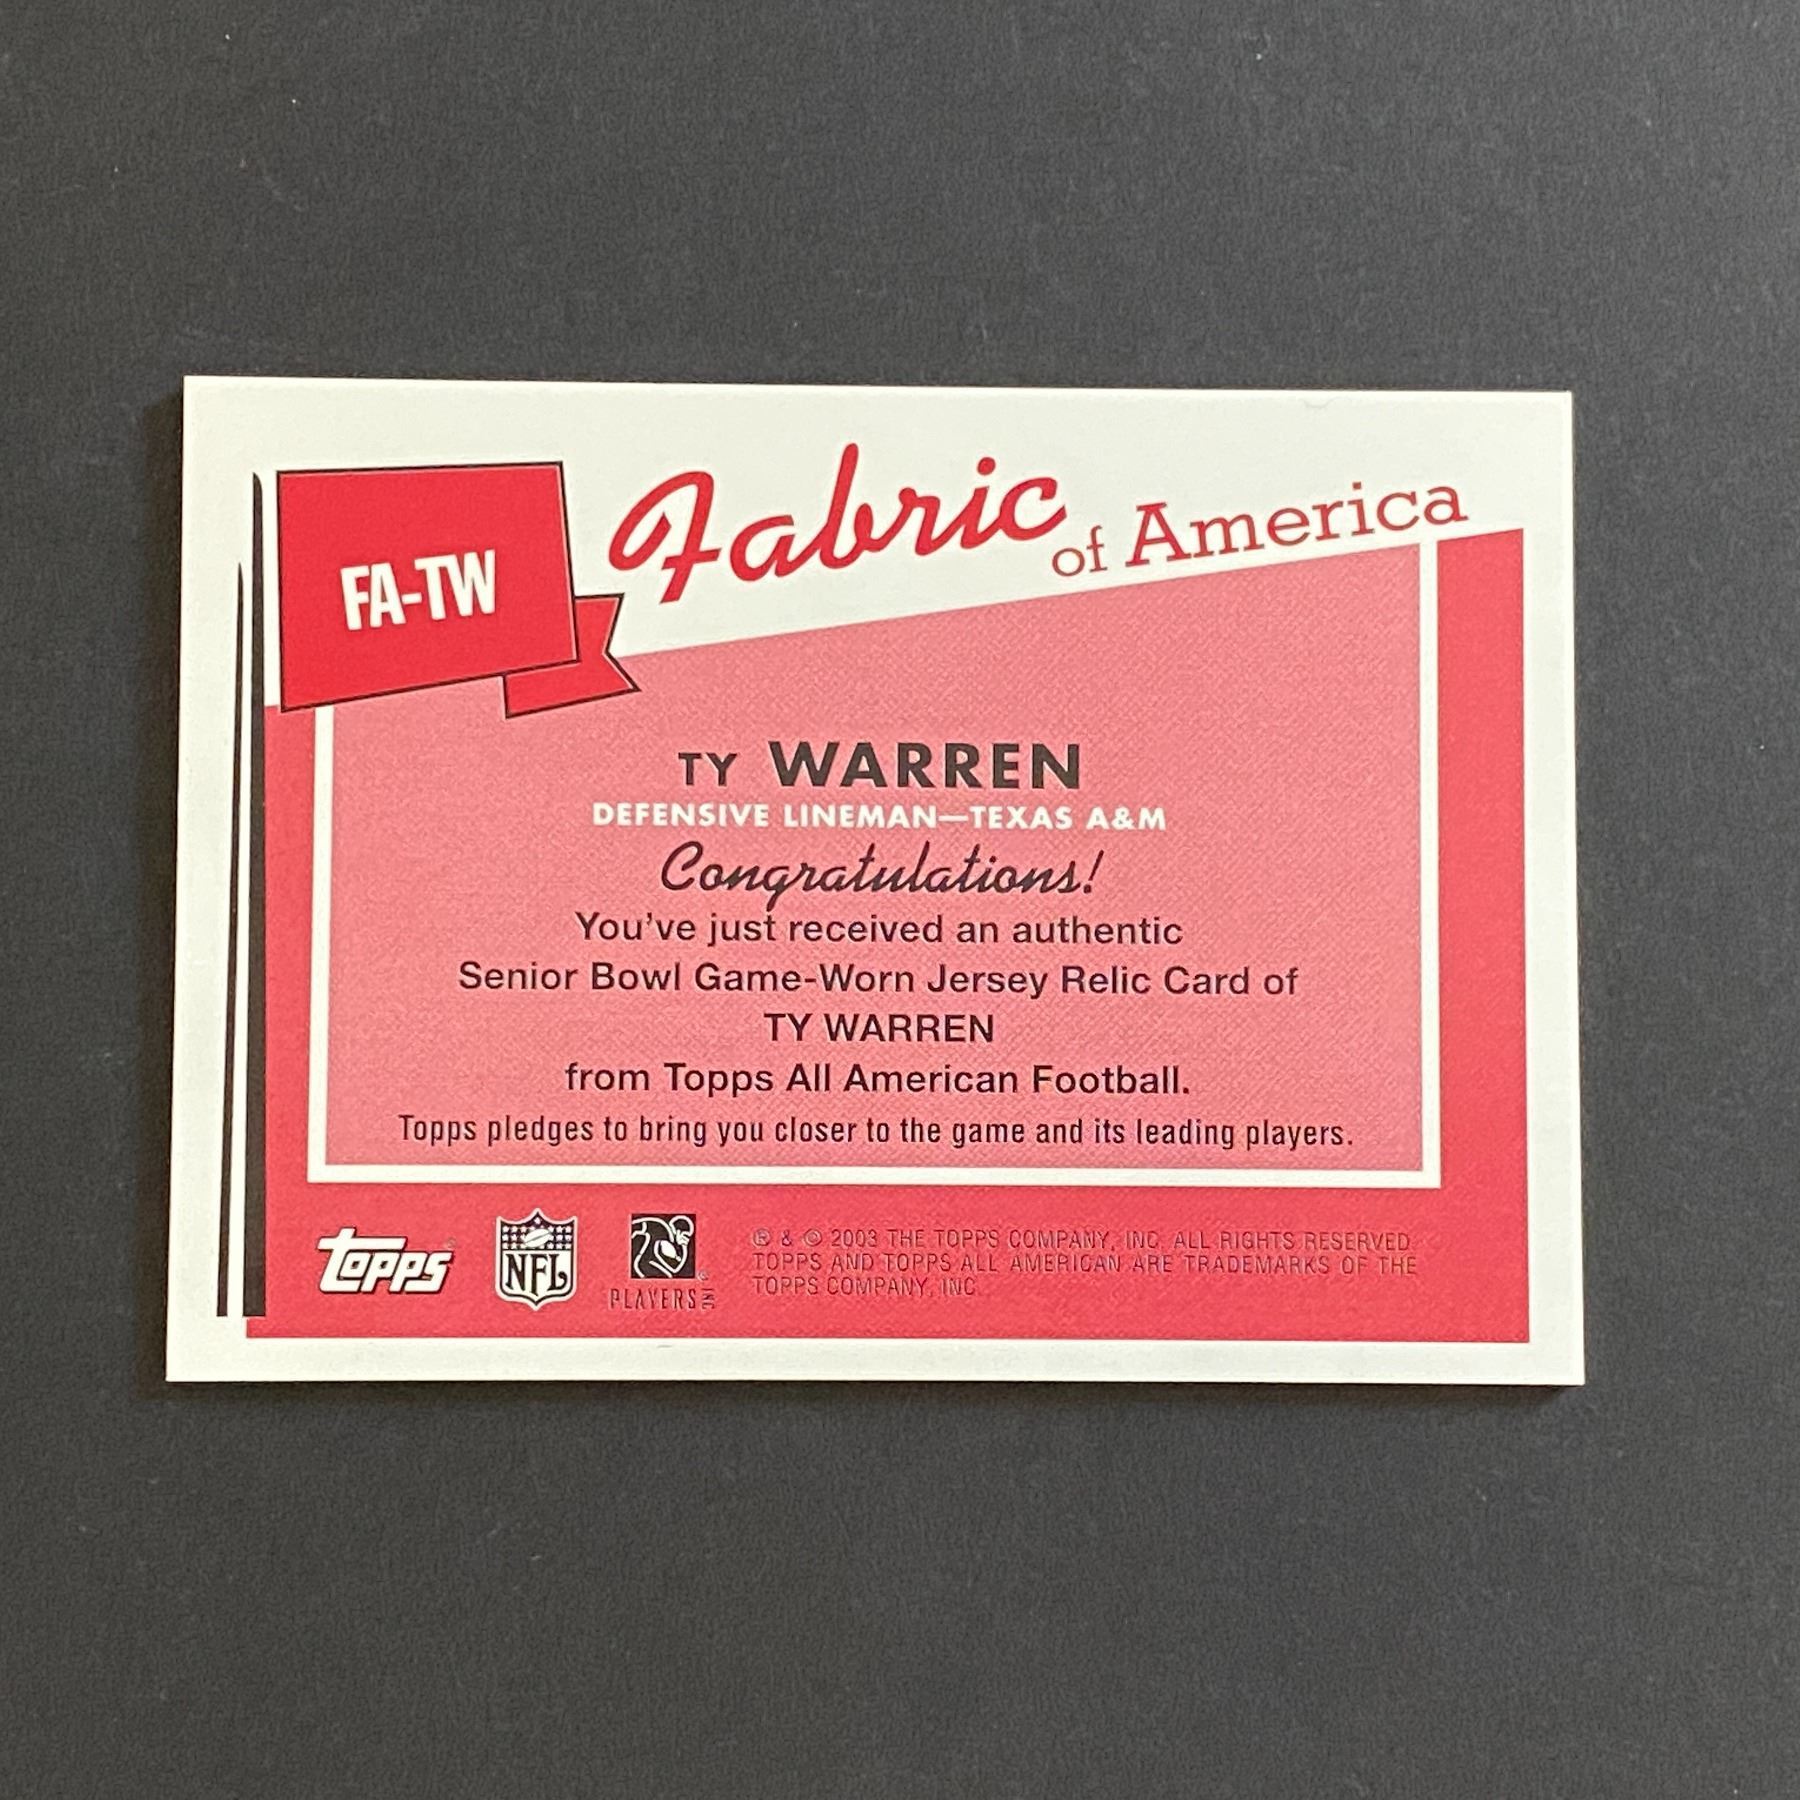 FA-TW
Fabric
of America
TY WARREN
DEFENSIVE LINEMAN—TEXAS A&M
Congratulations!
You've just received an authentic
Senior Bowl Game-Worn Jersey Relic Card of
TY WARREN
from Topps All American Football.
Topps pledges to bring you closer to the game and its leading players.
Topps
NFL
PLAYERS INC
® & © 2003 THE TOPPS COMPANY, INC. ALL RIGHTS RESERVED.
TOPPS AND TOPPS ALL AMERICAN ARE TRADEMARKS OF THE
TOPPS COMPANY, INC.